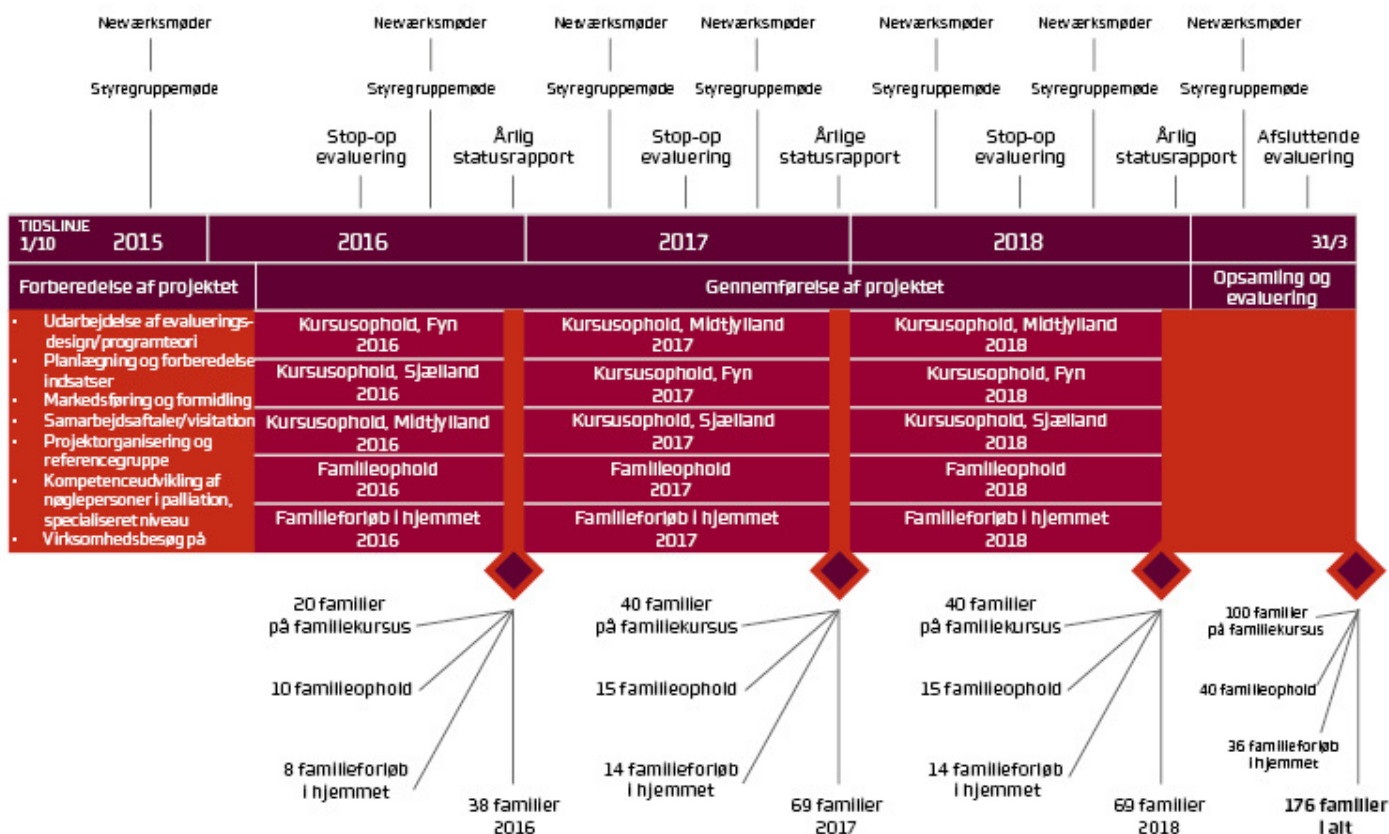 Netværksmøder
Netværksmøder
Netværksmøder
Netværksmøder
Netværksmøder
Netværksmøder
Netværksmøder
Styregruppemøde
Styregruppemøde
Styregruppemøde
Styregruppemøde
Styregruppemøde
Styregruppemøde
Styregruppemøde
Stop-op
evaluering
Årlig
statusrapport
Stop-op
evaluering
Årlige
statusrapport
Stop-op
evaluering
Årlig
statusrapport
Afsluttende
evaluering
TIDSLINJE
1/10
2015
2016
2017
2018
31/3
Forberedelse af projektet
Gennemførelse af projektet
Opsamling og
evaluering
• Udarbejdelse af evaluerings-
design/programteori
• Planlægning og forberedelse
indsatser
• Markedsføring og formidling
• Samarbejdsaftaler/visitation
• Projektorganisering og
referencegruppe
• Kompetenceudvikling af
nøglepersoner i palliation,
specialiseret niveau
• Virksomhedsbesøg på
Kursusophold, Fyn
2016
Kursusophold, Sjælland
2016
Kursusophold, Midtjylland
2016
Familieophold
2016
Familieforløb i hjemmet
2016
Kursusophold, Midtjylland
2017
Kursusophold, Fyn
2017
Kursusophold, Sjælland
2017
Familieophold
2017
Familieforløb i hjemmet
2017
Kursusophold, Midtjylland
2018
Kursusophold, Fyn
2018
Kursusophold, Sjælland
2018
Familieophold
2018
Familieforløb i hjemmet
2018
20 familier
på familiekursus
10 familieophold
8 familieforløb
i hjemmet
38 familier
2016
40 familier
på familiekursus
15 familieophold
14 familieforløb
i hjemmet
69 familier
2017
40 familier
på familiekursus
15 familieophold
14 familieforløb
i hjemmet
69 familier
2018
100 familier
på familiekursus
40 familieophold
36 familieforløb
i hjemmet
176 familier
i alt